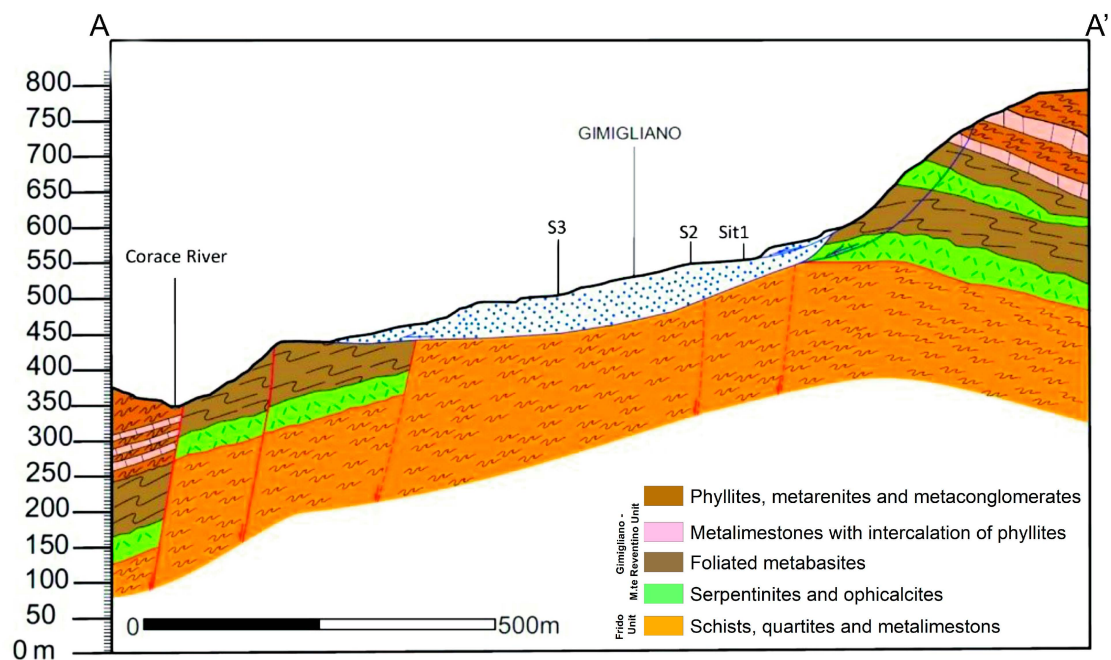 A
A’
800
750
700
650
600
550
500
450
400
350
300
250
200
150
100
50
0 m
GIMIGLIANO
S3
S2
Sit1
Corace River
0
500m
Gimigliano -
M.te Reventino Unit
Frido
Unit
Phyllites, metarenites and metaconglomerates
Metalimestones with intercalation of phyllites
Foliated metabasites
Serpentinites and ophicalcites
Schists, quartites and metalimestons